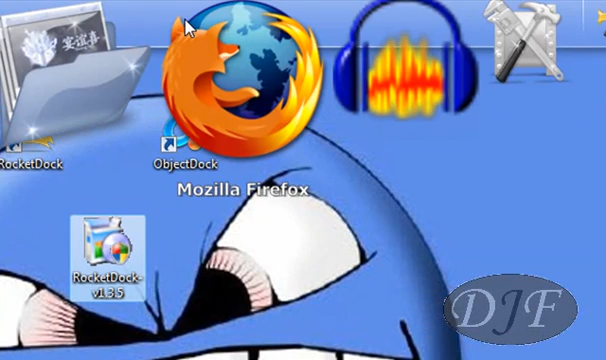 RocketDock
ObjectDock
Mozilla Firefox
RocketDock-
v1.3.5
DJF